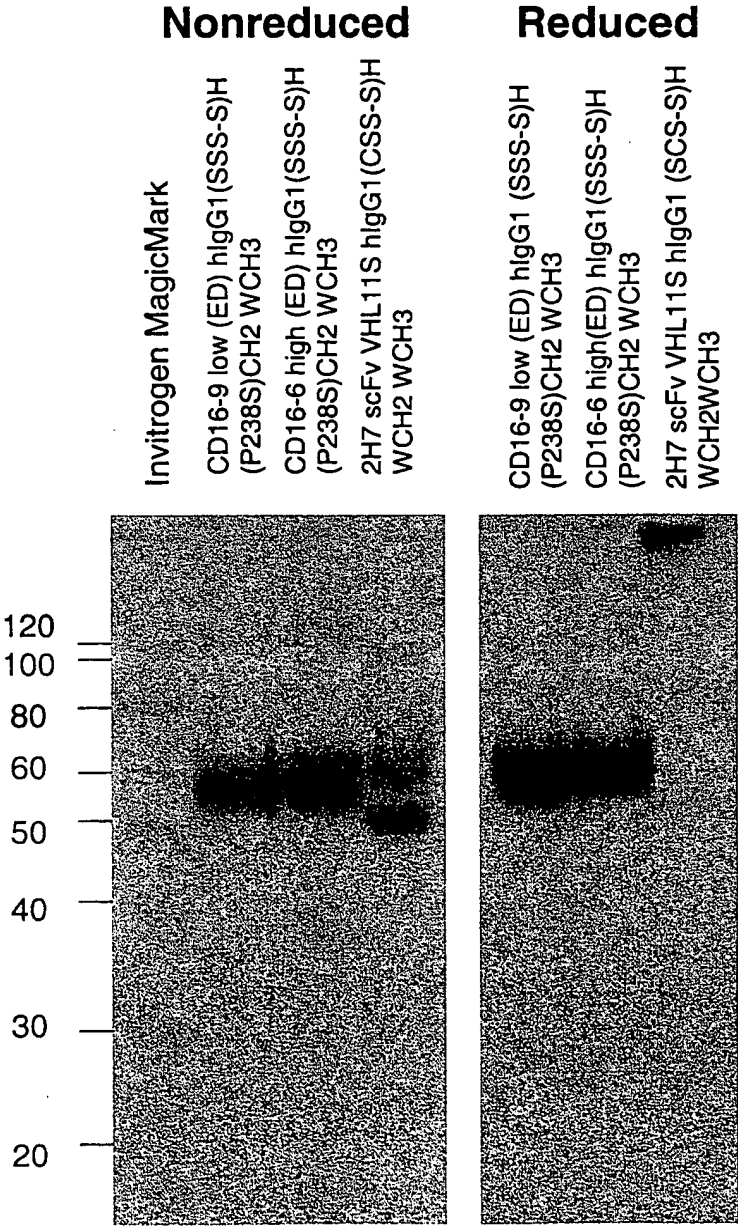 Nonreduced
Reduced
Invitrogen MagicMark
CD16-9 low (ED) hIgG1(SSS-S)H
(P238S)CH2 WCH3
CD16-6 high (ED) hIgG1(SSS-S)H
(P238S)CH2 WCH3
2H7 scFv VHL11S hIgG1(CSS-S)H
WCH2 WCH3
CD16-9 low (ED) hIgG1 (SSS-S)H
(P238S)CH2 WCH3
CD16-6 high(ED) hIgG1(SSS-S)H
(P238S)CH2 WCH3
2H7 scFv VHL11S hIgG1 (SCS-S)H
WCH2WCH3
120
100
80
60
50
40
30
20